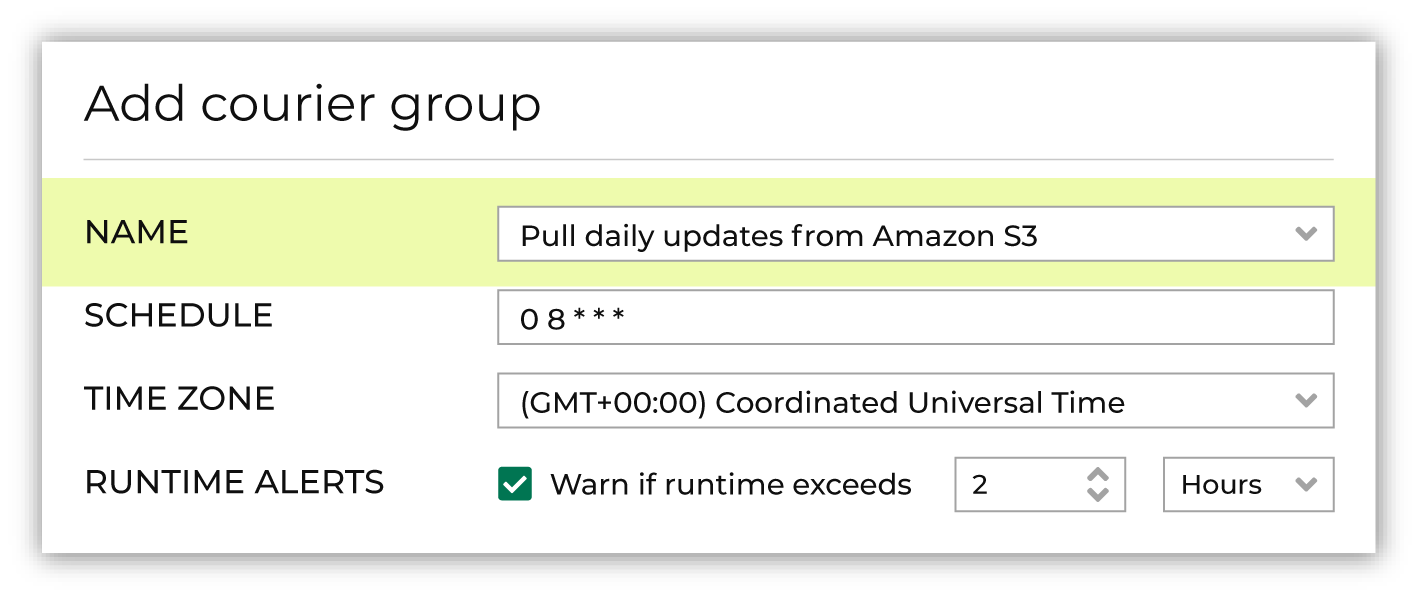 Add courier group
NAME Pull daily updates from Amazon S3
SCHEDULE 0 8 * * *
TIME ZONE (GMT+00:00) Coordinated Universal Time
RUNTIME ALERTS Warn if runtime exceeds 2 Hours